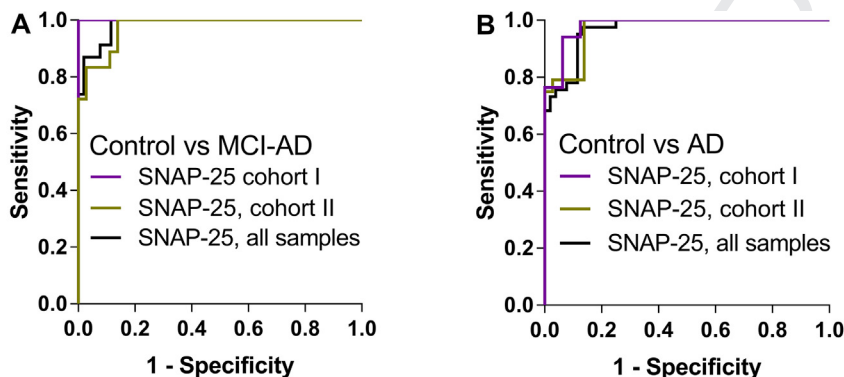 A
1.0
0.8
0.6
0.4
0.2
0.0
Sensitivity
Control vs MCI-AD
SNAP-25 cohort I
SNAP-25, cohort II
SNAP-25, all samples
0.0 0.2 0.4 0.6 0.8 1.0
1 - Specificity
B
1.0
0.8
0.6
0.4
0.2
0.0
Sensitivity
Control vs AD
SNAP-25, cohort I
SNAP-25, cohort II
SNAP-25, all samples
0.0 0.2 0.4 0.6 0.8 1.0
1 - Specificity